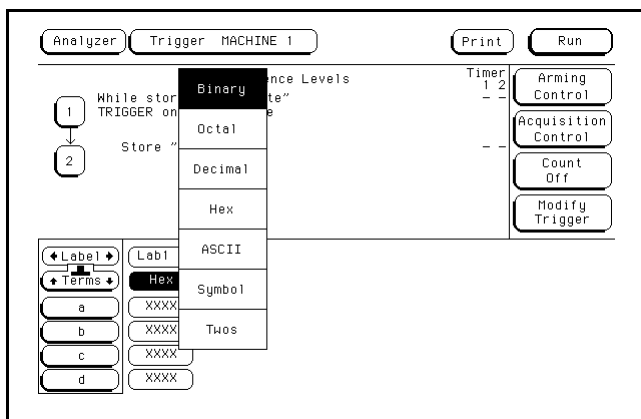 Analyzer Trigger MACHINE 1 Print Run
ence Levels Timer
1 2
While stor te" - -
TRIGGER on e
1
Store " - -
2
Arming
Control
Acquisition
Control
Count
Off
Modify
Trigger
Binary
Octal
Decimal
Hex
ASCII
Symbol
Twos
Label Lab1
Terms Hex
a XXXX
b XXXX
c XXXX
d XXXX